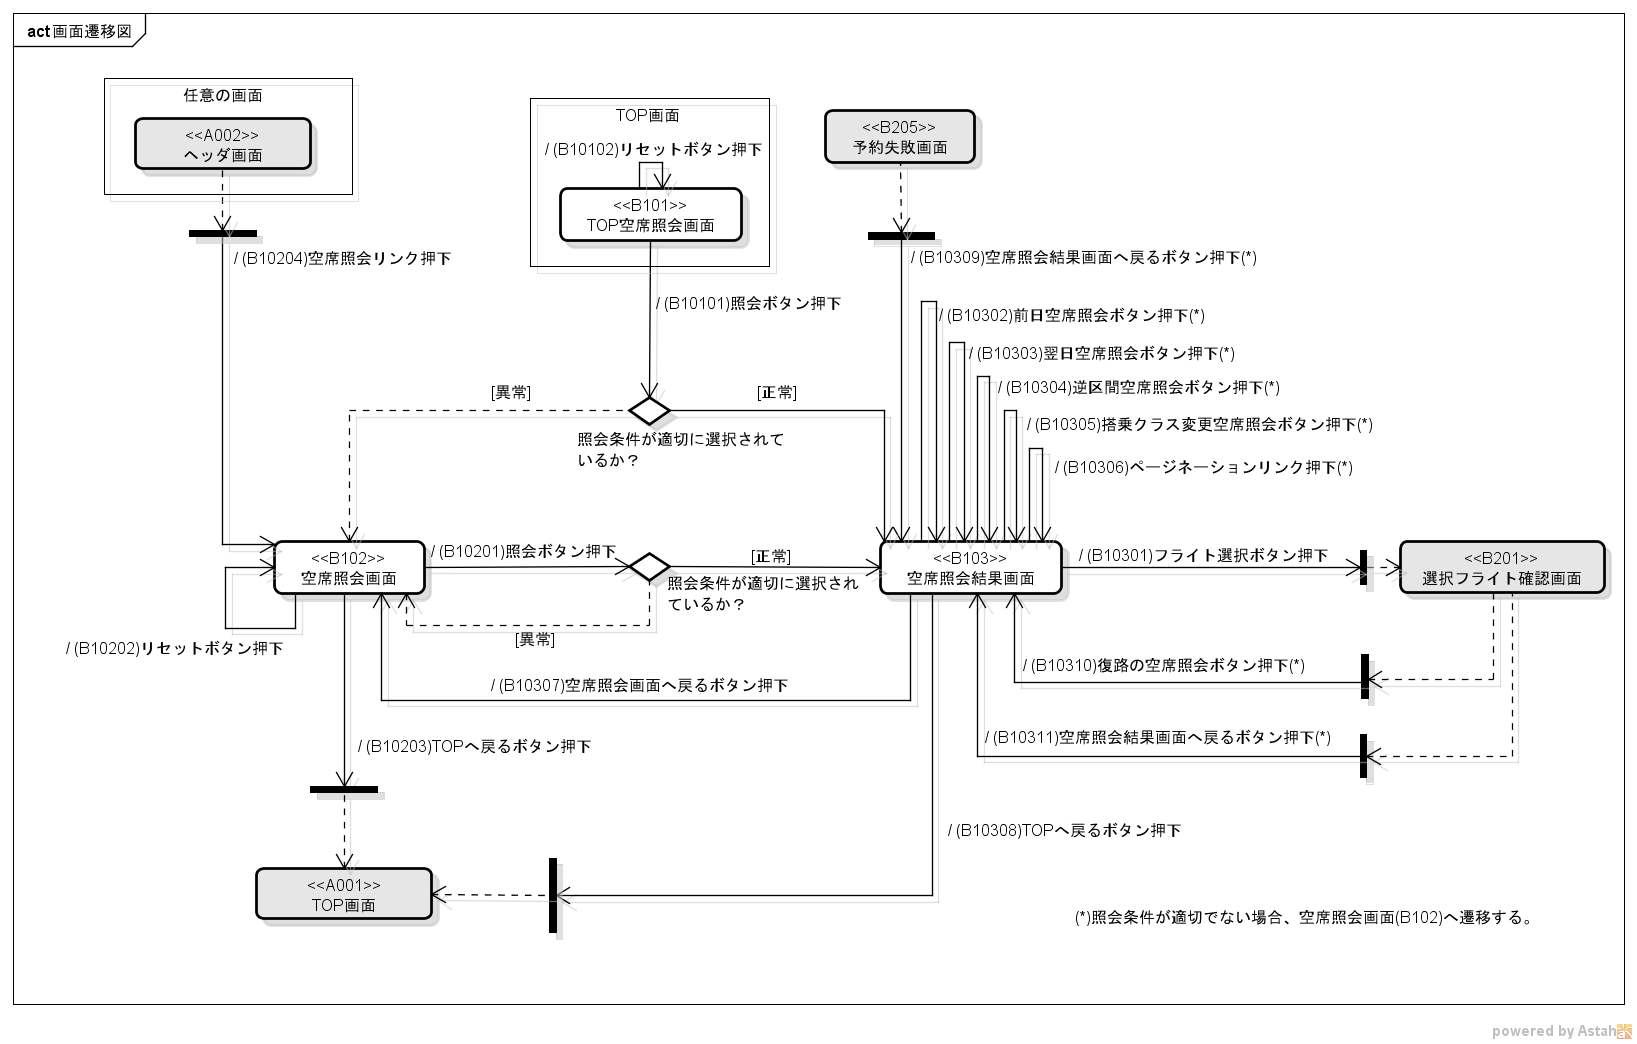 act 画面遷移図
任意の画面
<<A002>>
ヘッダ画面
TOP画面
/ (B10102)リセットボタン押下
<<B101>>
TOP空席照会画面
<<B205>>
予約失敗画面
/ (B10204)空席照会リンク押下
/ (B10309)空席照会結果画面へ戻るボタン押下(*)
/ (B10101)照会ボタン押下
/ (B10302)前日空席照会ボタン押下(*)
/ (B10303)翌日空席照会ボタン押下(*)
/ (B10304)逆区間空席照会ボタン押下(*)
[異常]
[正常]
/ (B10305)搭乗クラス変更空席照会ボタン押下(*)
照会条件が適切に選択されて
いるか？
/ (B10306)ページネーションリンク押下(*)
<<B102>>
空席照会画面
/ (B10201)照会ボタン押下
[正常]
照会条件が適切に選択され
ているか？
[異常]
<<B103>>
空席照会結果画面
/ (B10301)フライト選択ボタン押下
<<B201>>
選択フライト確認画面
/ (B10202)リセットボタン押下
/ (B10310)復路の空席照会ボタン押下(*)
/ (B10307)空席照会画面へ戻るボタン押下
/ (B10311)空席照会結果画面へ戻るボタン押下(*)
/ (B10203)TOPへ戻るボタン押下
/ (B10308)TOPへ戻るボタン押下
<<A001>>
TOP画面
(*)照会条件が適切でない場合、空席照会画面(B102)へ遷移する。
powered by Astah